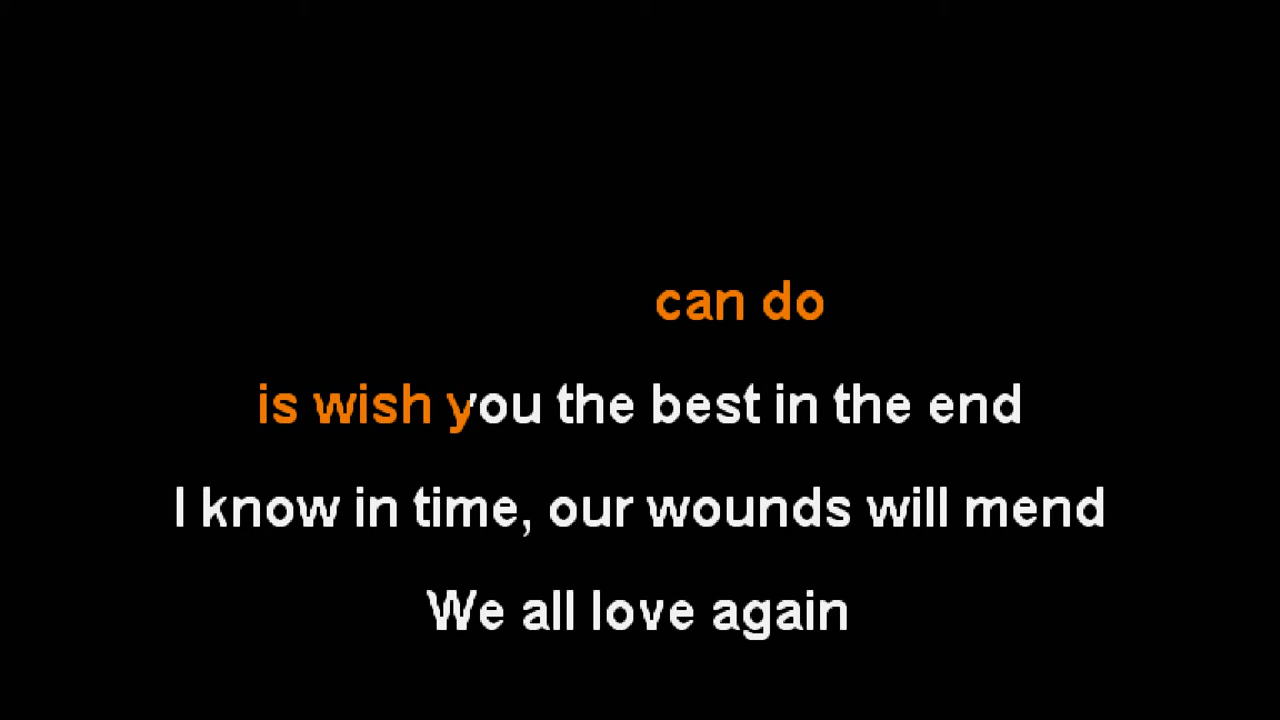 can do
is wish you the best in the end
I know in time, our wounds will mend
We all love again